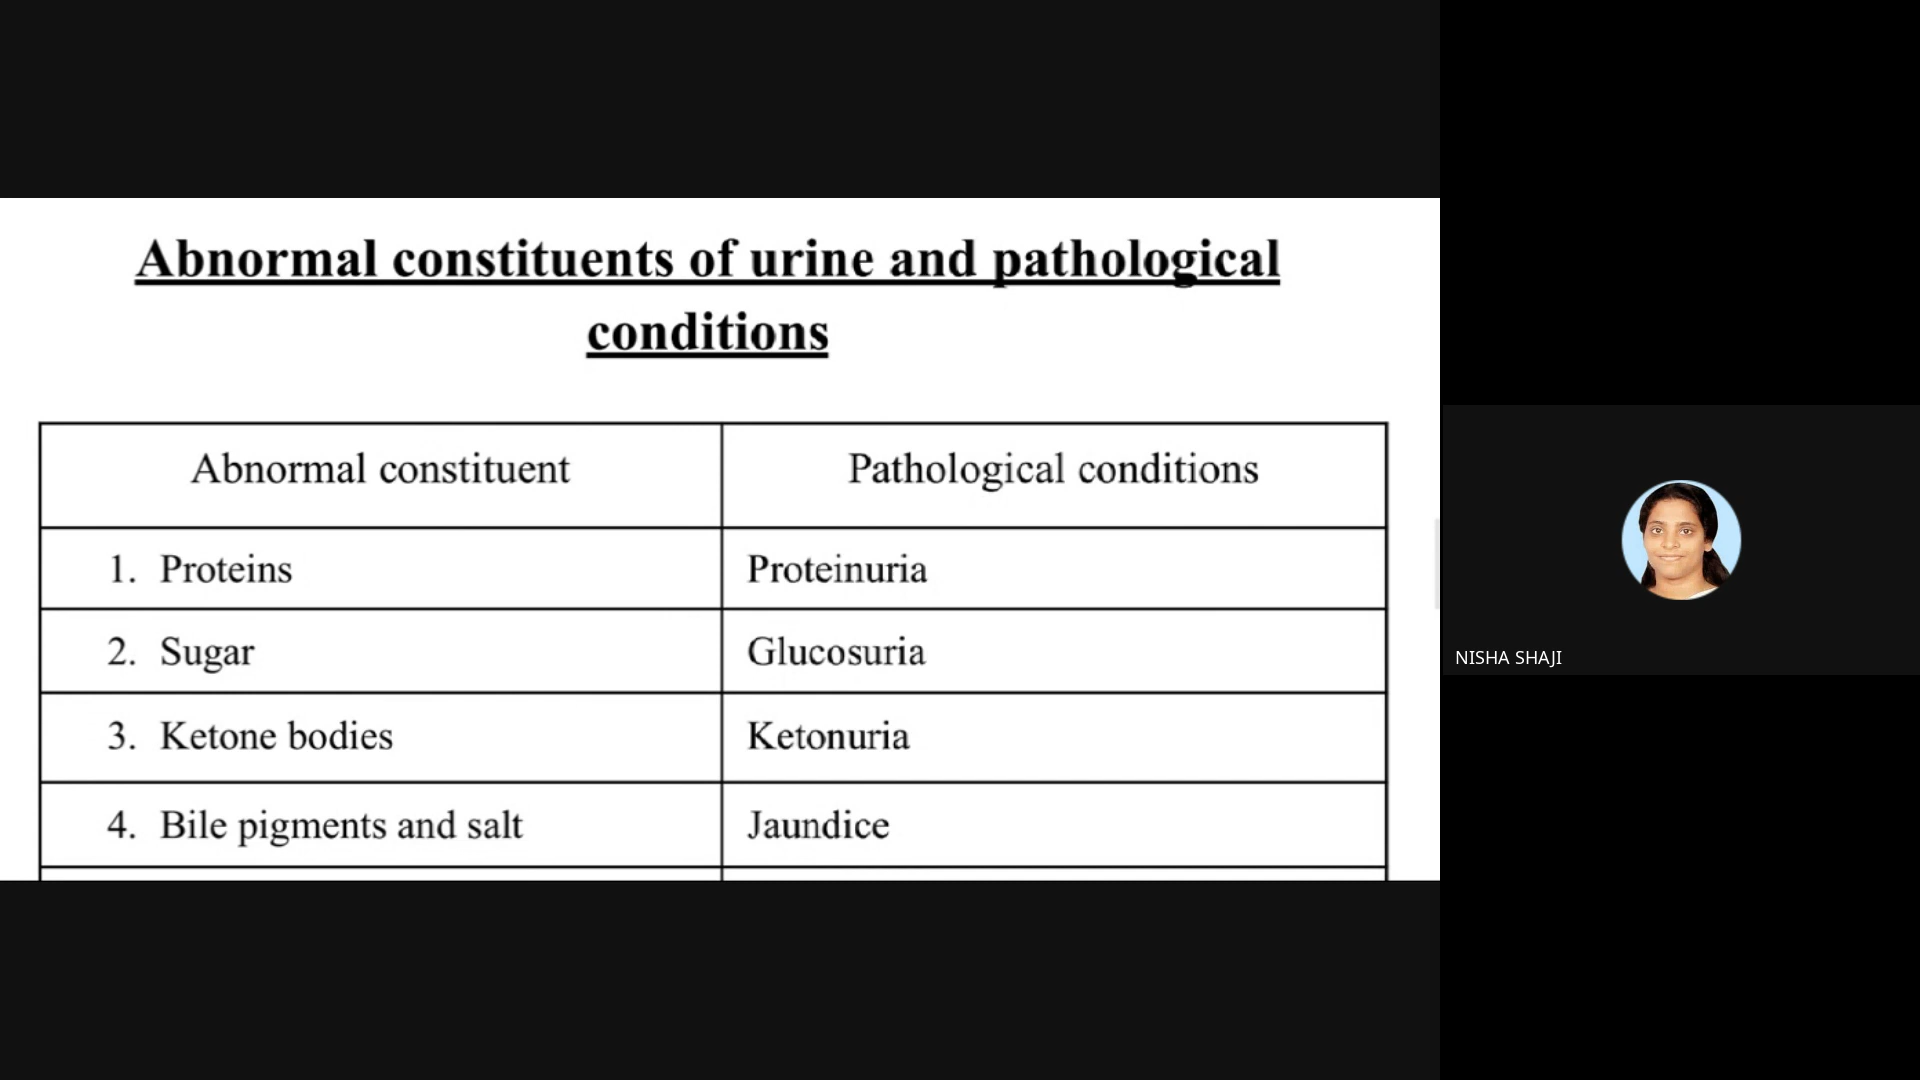 Abnormal constituents of urine and pathological
conditions
Abnormal constituent
Pathological conditions
1. Proteins
Proteinuria
2. Sugar
Glucosuria
3. Ketone bodies
Ketonuria
4. Bile pigments and salt
Jaundice
NISHA SHAJI